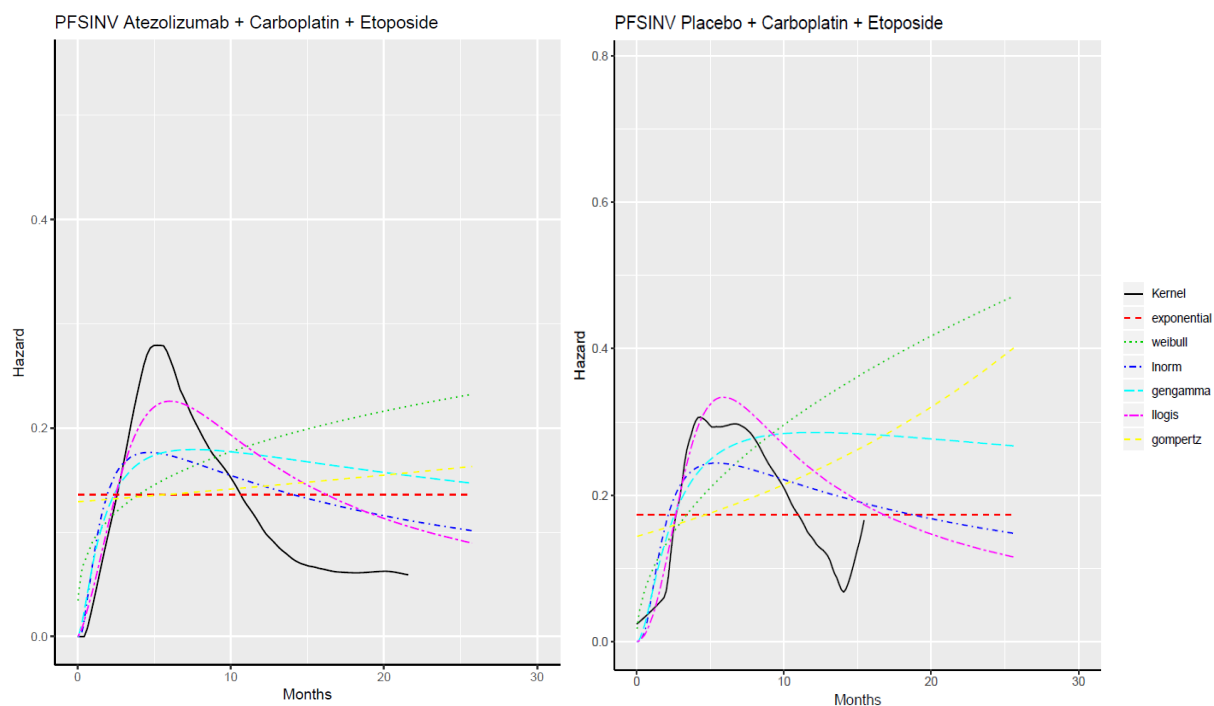 PFSINV Atezolizumab + Carboplatin + Etoposide
Hazard
0.4
0.2
0.0
0
10
20
30
Months
PFSINV Placebo + Carboplatin + Etoposide
Hazard
0.8
0.6
0.4
0.2
0.0
0
10
20
30
Months
Kernel
exponential
weibull
lnorm
gengamma
llogis
gompertz